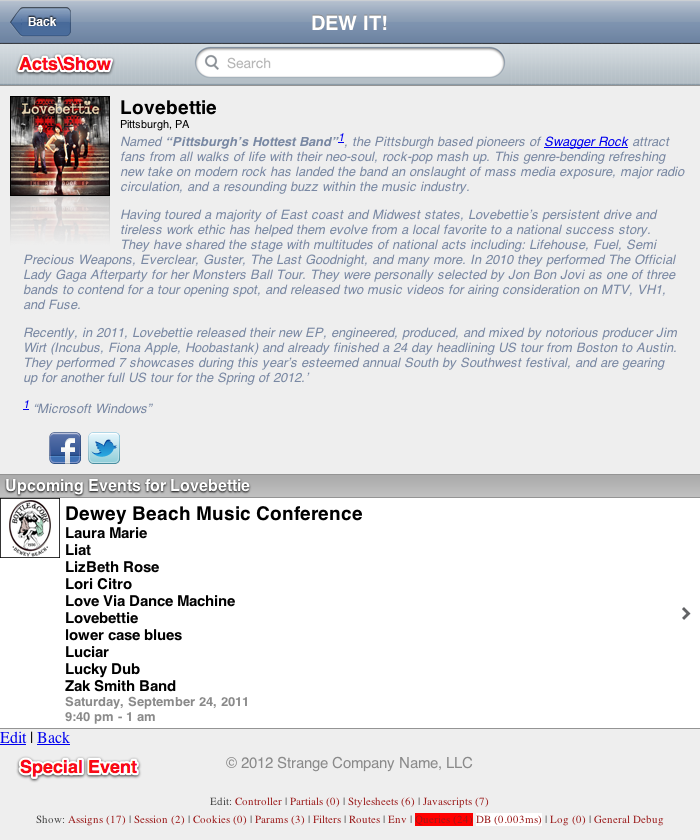 Back
DEW IT!
Acts\Show
Search
Lovebettie
Lovebettie
Pittsburgh, PA
Named “Pittsburgh’s Hottest Band”1, the Pittsburgh based pioneers of Swagger Rock attract
fans from all walks of life with their neo-soul, rock-pop mash up. This genre-bending refreshing
new take on modern rock has landed the band an onslaught of mass media exposure, major radio
circulation, and a resounding buzz within the music industry.
Having toured a majority of East coast and Midwest states, Lovebettie’s persistent drive and
tireless work ethic has helped them evolve from a local favorite to a national success story.
They have shared the stage with multitudes of national acts including: Lifehouse, Fuel, Semi
Precious Weapons, Everclear, Guster, The Last Goodnight, and many more. In 2010 they performed The Official
Lady Gaga Afterparty for her Monsters Ball Tour. They were personally selected by Jon Bon Jovi as one of three
bands to contend for a tour opening spot, and released two music videos for airing consideration on MTV, VH1,
and Fuse.
Recently, in 2011, Lovebettie released their new EP, engineered, produced, and mixed by notorious producer Jim
Wirt (Incubus, Fiona Apple, Hoobastank) and already finished a 24 day headlining US tour from Boston to Austin.
They performed 7 showcases during this year’s esteemed annual South by Southwest festival, and are gearing
up for another full US tour for the Spring of 2012.’
1 “Microsoft Windows”
Upcoming Events for Lovebettie
BOTTLE & CORK
DEWEY BEACH
Dewey Beach Music Conference
Laura Marie
Liat
LizBeth Rose
Lori Citro
Love Via Dance Machine
Lovebettie
lower case blues
Luciar
Lucky Dub
Zak Smith Band
Saturday, September 24, 2011
9:40 pm - 1 am
Edit | Back
Special Event
© 2012 Strange Company Name, LLC
Edit: Controller | Partials (0) | Stylesheets (6) | Javascripts (7)
Show: Assigns (17) | Session (2) | Cookies (0) | Params (3) | Filters | Routes | Env | DB (0.003ms) | Log (0) | General Debug